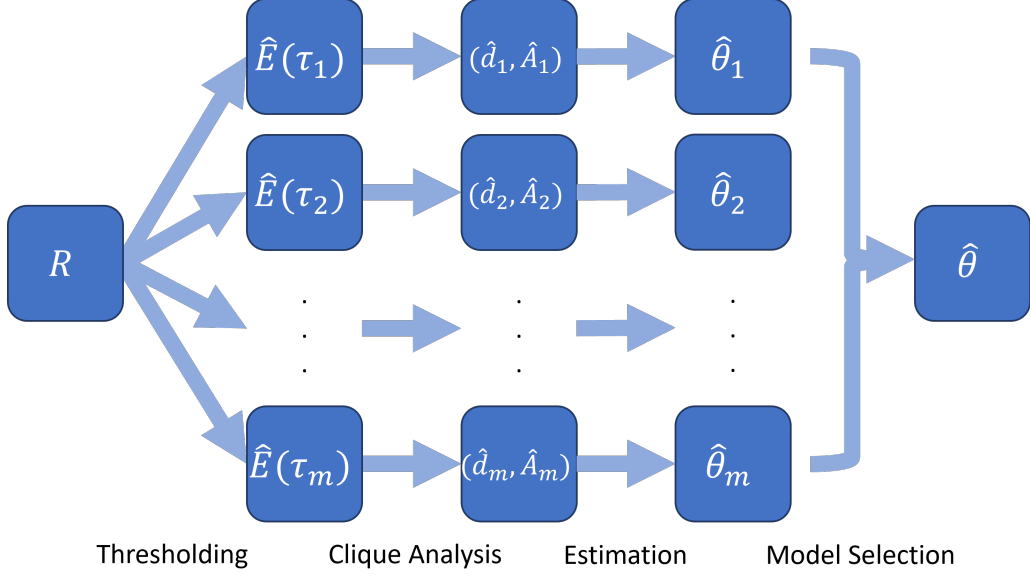 R
Ê(τ₁)
(d̂₁, Â₁)
θ̂₁
Ê(τ₂)
(d̂₂, Â₂)
θ̂₂
. . .
. . .
. . .
Ê(τₘ)
(d̂ₘ, Âₘ)
θ̂ₘ
θ̂
Thresholding Clique Analysis Estimation Model Selection